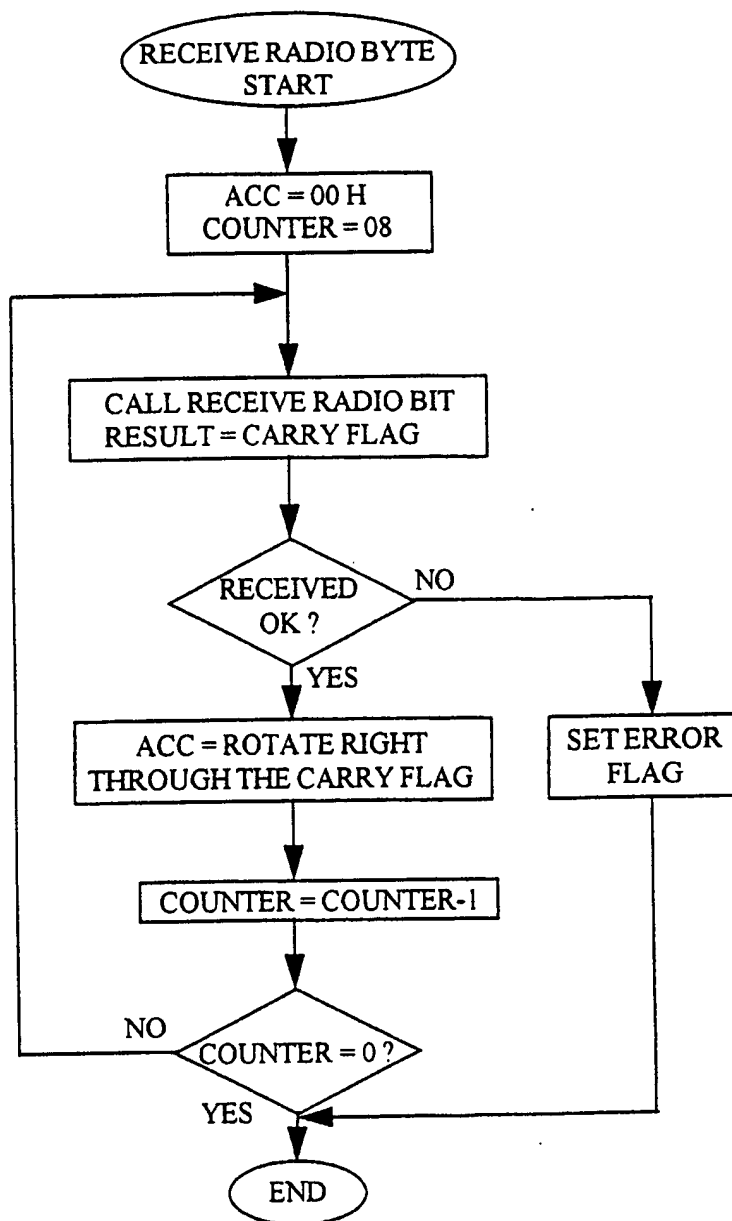 RECEIVE RADIO BYTE
START
ACC = 00 H
COUNTER = 08
CALL RECEIVE RADIO BIT
RESULT = CARRY FLAG
RECEIVED
OK ?
NO
YES
ACC = ROTATE RIGHT
THROUGH THE CARRY FLAG
SET ERROR
FLAG
COUNTER = COUNTER-1
NO
COUNTER = 0 ?
YES
END